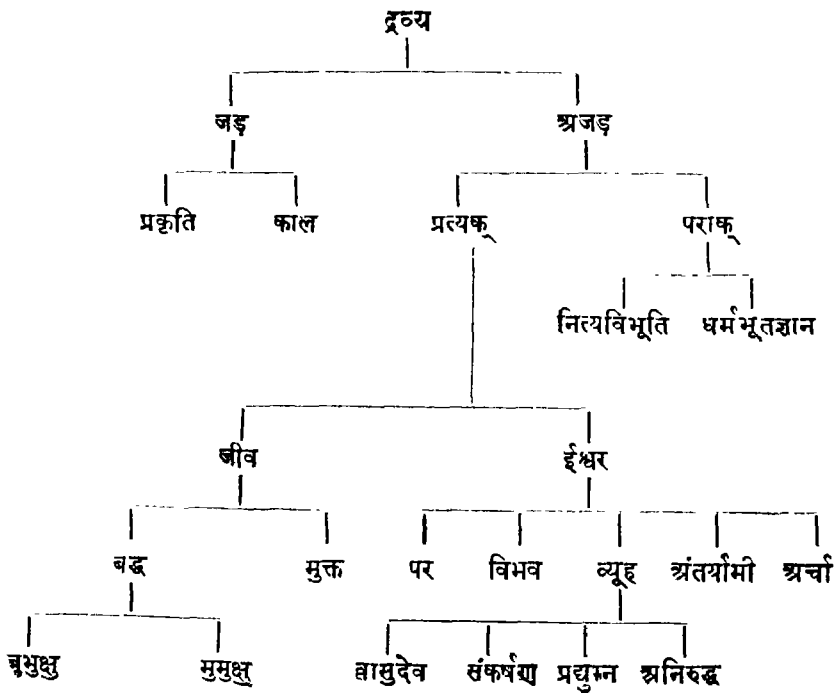 द्रव्य
जड़ अजड़
प्रकृति काल प्रत्यक् पराक्
नित्यविभूति धर्मभूतज्ञान
जीव ईश्वर
बद्ध मुक्त पर विभव व्यूह अंतर्यामी अर्चा
बुभुक्षु मुमुक्षु वासुदेव संकर्षण प्रद्युम्न अनिरुद्ध